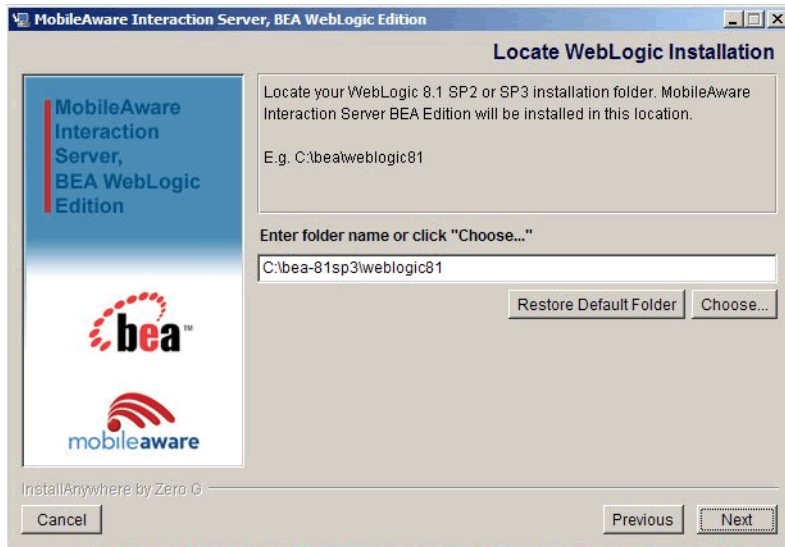 MobileAware Interaction Server, BEA WebLogic Edition
Locate WebLogic Installation
MobileAware
Interaction
Server,
BEA WebLogic
Edition
bea™
mobileaware
Locate your WebLogic 8.1 SP2 or SP3 installation folder. MobileAware
Interaction Server BEA Edition will be installed in this location.
E.g. C:\bea\weblogic81
Enter folder name or click "Choose..."
C:\bea-81sp3\weblogic81
Restore Default Folder
Choose...
InstallAnywhere by Zero G
Cancel
Previous
Next